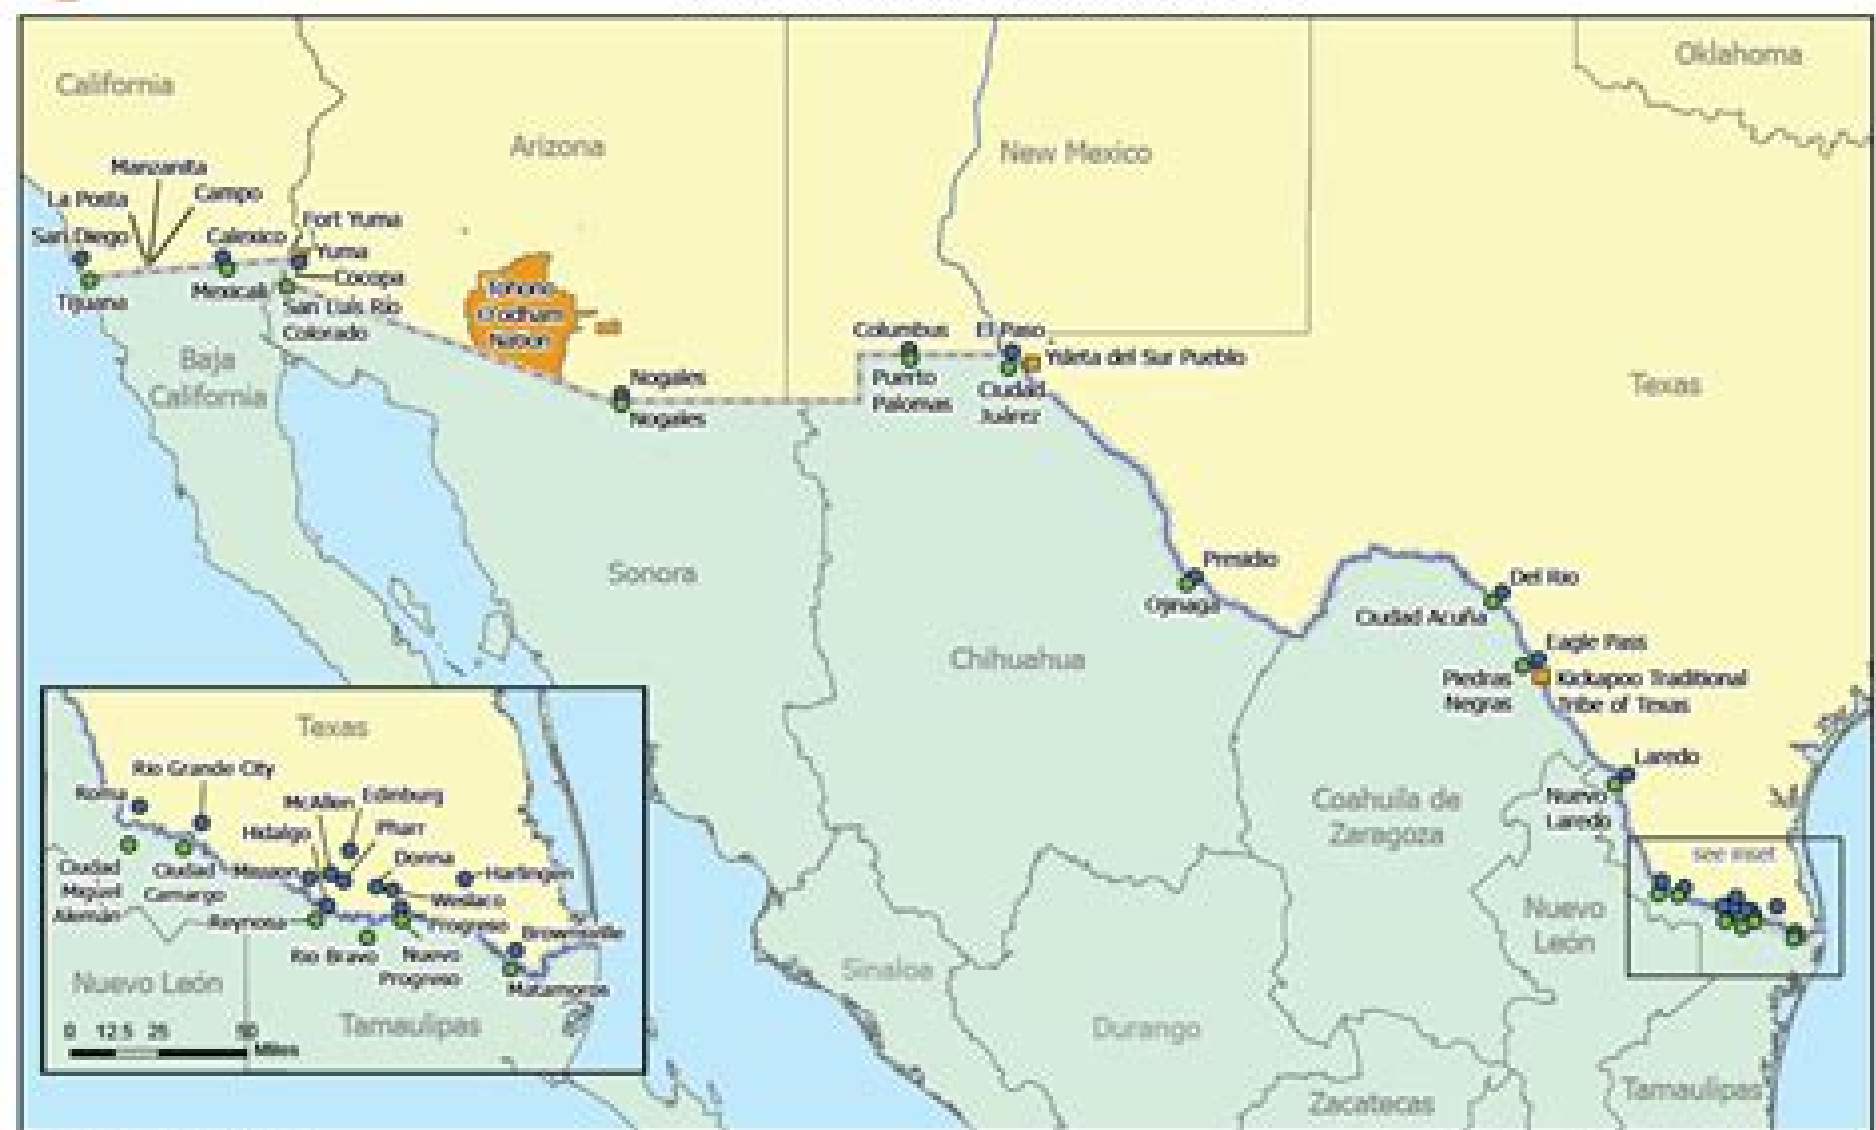 California
Arizona
New Mexico
Oklahoma
Manzanita
La Posta
Campo
San Diego
Calexico
Fort Yuma
Yuma
Cocopa
Tijuana
Mexicali
San Luis Río
Colorado
Tohono
O'odham
Nation
Baja
California
Nogales
Nogales
Columbus
El Paso
Ysleta del Sur Pueblo
Puerto
Palomas
Ciudad
Juárez
Texas
Sonora
Presidio
Ojinaga
Del Rio
Ciudad Acuña
Chihuahua
Eagle Pass
Piedras
Negras
Kickapoo Traditional
Tribe of Texas
Laredo
Nuevo
Laredo
Coahuila de
Zaragoza
see inset
Nuevo
León
Sinaloa
Durango
Zacatecas
Tamaulipas
Texas
Rio Grande City
Roma
McAllen
Edinburg
Hidalgo
Pharr
Donna
Ciudad
Miguel
Alemán
Ciudad
Camargo
Mission
Harlingen
Weslaco
Reynosa
Progreso
Brownsville
Rio Bravo
Nuevo
Progreso
Matamoros
Nuevo León
Tamaulipas
0 12.5 25 50
Miles